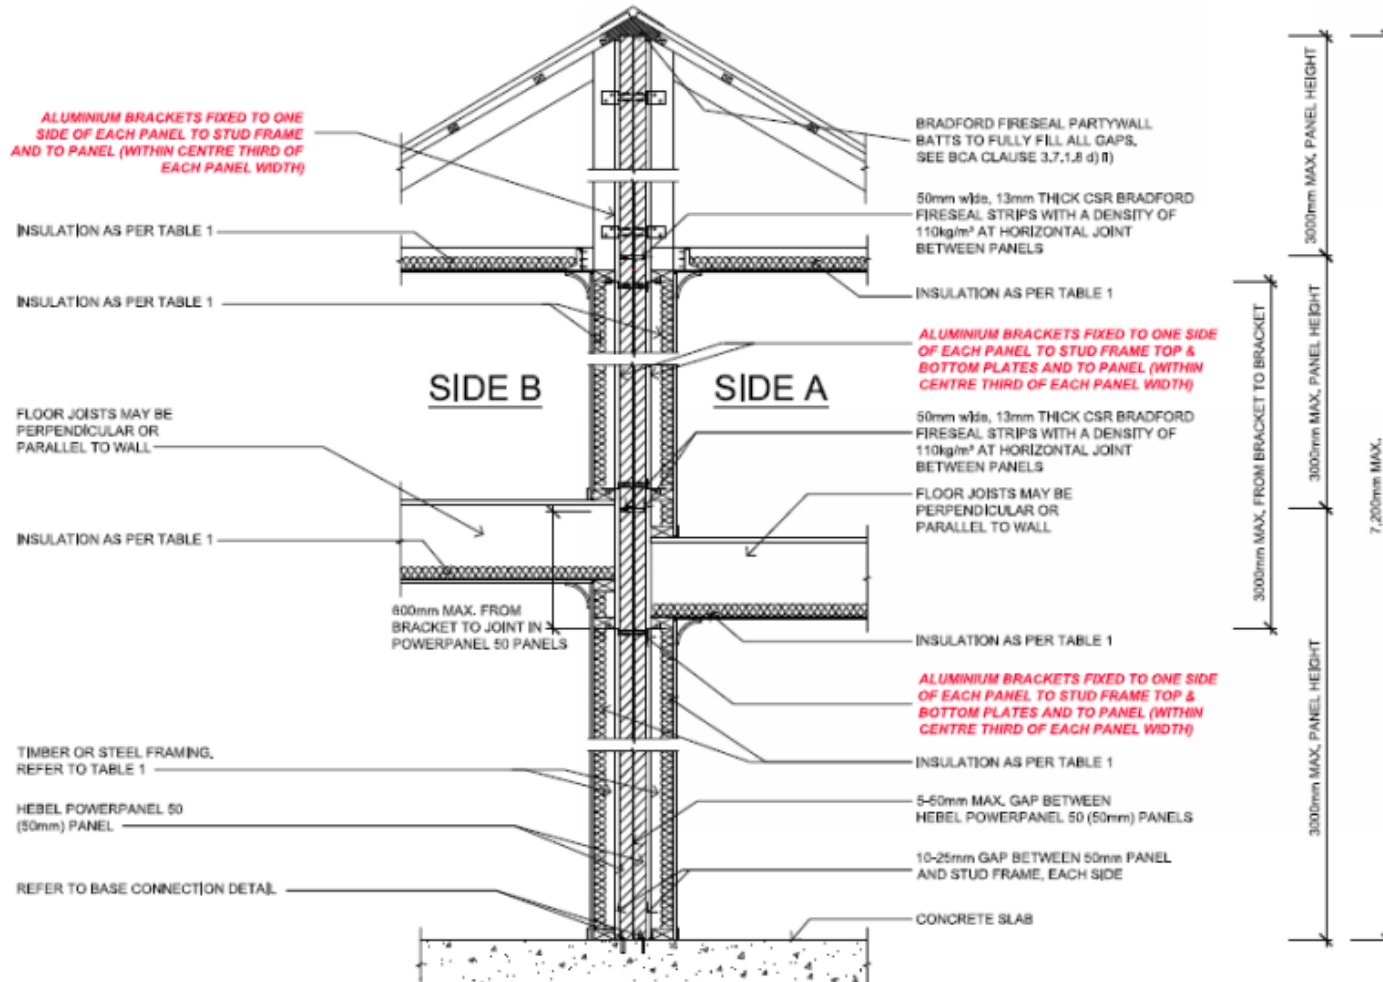 ALUMINIUM BRACKETS FIXED TO ONE
SIDE OF EACH PANEL TO STUD FRAME
AND TO PANEL (WITHIN CENTRE THIRD OF
EACH PANEL WIDTH)
INSULATION AS PER TABLE 1
INSULATION AS PER TABLE 1
SIDE B
FLOOR JOISTS MAY BE
PERPENDICULAR OR
PARALLEL TO WALL
INSULATION AS PER TABLE 1
600mm MAX. FROM
BRACKET TO JOINT IN
POWERPANEL 50 PANELS
TIMBER OR STEEL FRAMING.
REFER TO TABLE 1
HEBEL POWERPANEL 50
(50mm) PANEL
REFER TO BASE CONNECTION DETAIL
BRADFORD FIRESEAL PARTYWALL
BATTS TO FULLY FILL ALL GAPS.
SEE BCA CLAUSE 3.7.1.8 d) ii)
50mm wide, 13mm THICK CSR BRADFORD
FIRESEAL STRIPS WITH A DENSITY OF
110kg/m³ AT HORIZONTAL JOINT
BETWEEN PANELS
INSULATION AS PER TABLE 1
ALUMINIUM BRACKETS FIXED TO ONE SIDE
OF EACH PANEL TO STUD FRAME TOP &
BOTTOM PLATES AND TO PANEL (WITHIN
CENTRE THIRD OF EACH PANEL WIDTH)
SIDE A
50mm wide, 13mm THICK CSR BRADFORD
FIRESEAL STRIPS WITH A DENSITY OF
110kg/m³ AT HORIZONTAL JOINT
BETWEEN PANELS
FLOOR JOISTS MAY BE
PERPENDICULAR OR
PARALLEL TO WALL
INSULATION AS PER TABLE 1
ALUMINIUM BRACKETS FIXED TO ONE SIDE
OF EACH PANEL TO STUD FRAME TOP &
BOTTOM PLATES AND TO PANEL (WITHIN
CENTRE THIRD OF EACH PANEL WIDTH)
INSULATION AS PER TABLE 1
5-50mm MAX. GAP BETWEEN
HEBEL POWERPANEL 50 (50mm) PANELS
10-25mm GAP BETWEEN 50mm PANEL
AND STUD FRAME, EACH SIDE
CONCRETE SLAB
3000mm MAX. FROM BRACKET TO BRACKET
3000mm MAX. PANEL HEIGHT
3000mm MAX. PANEL HEIGHT
3000mm MAX. PANEL HEIGHT
7,200mm MAX.